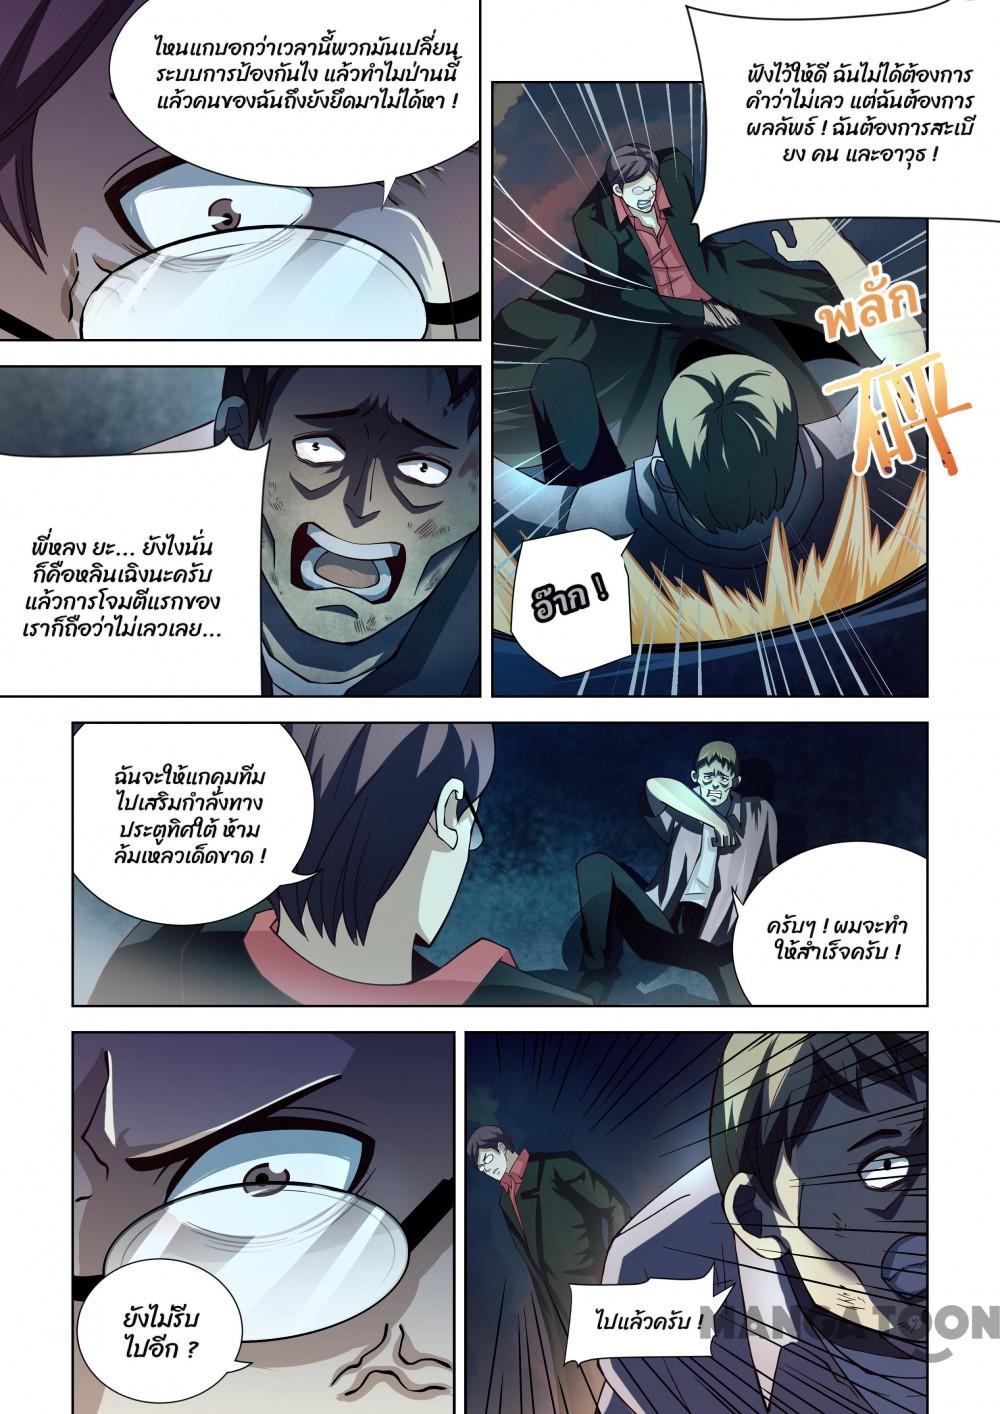 ไหนแกบอกว่าเวลานี้พวกมันเปลี่ยน
ระบบการป้องกันไง แล้วทำไมป่านนี้
แล้วคนของฉันถึงยังยึดมาไม่ได้หา !
ฟังไว้ให้ดี ฉันไม่ได้ต้องการ
คำว่าไม่เลว แต่ฉันต้องการ
ผลลัพธ์ ! ฉันต้องการสะเบี
ยง คน และอาวุธ !
พลั่ก
砰
พี่หลง ยะ... ยังไงนั่น
ก็คือหลินเฉิงนะครับ
แล้วการโจมตีแรกของ
เราก็ถือว่าไม่เลวเลย...
อ๊าก !
ฉันจะให้แกคุมทีม
ไปเสริมกำลังทาง
ประตูทิศใต้ ห้าม
ล้มเหลวเด็ดขาด !
ครับๆ ! ผมจะทำ
ให้สำเร็จครับ !
ยังไม่รีบ
ไปอีก ?
ไปแล้วครับ !
MANGATOON